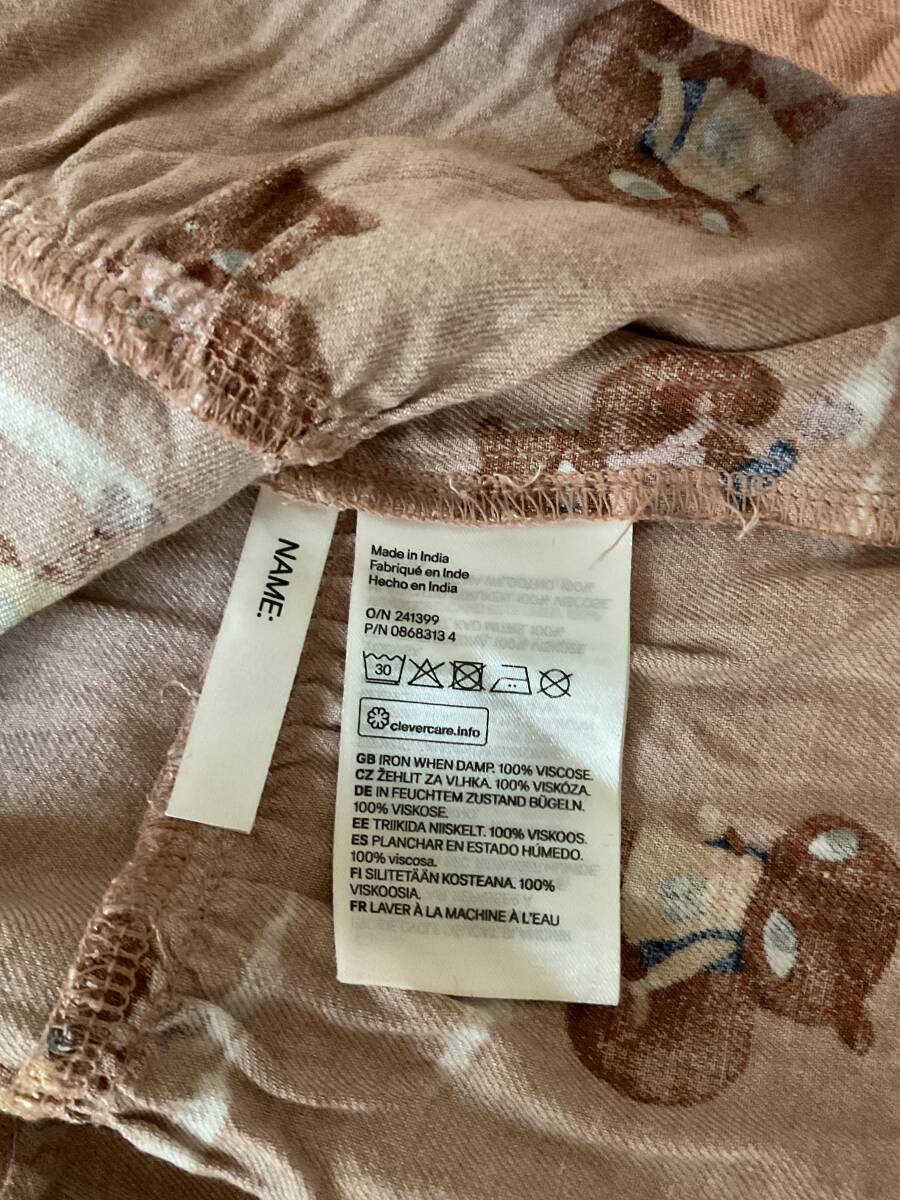 NAME:
Made in India
Fabriqué en Inde
Hecho en India
O/N 241399
P/N 0868313 4
30
clevercare.info
GB IRON WHEN DAMP. 100% VISCOSE.
CZ ŽEHLIT ZA VLHKA. 100% VISKÓZA.
DE IN FEUCHTEM ZUSTAND BÜGELN.
100% VISKOSE.
EE TRIIKIDA NIISKELT. 100% VISKOOS.
ES PLANCHAR EN ESTADO HÚMEDO.
100% viscosa.
FI SILITETÄÄN KOSTEANA. 100%
VISKOOSIA.
FR LAVER À LA MACHINE À L'EAU